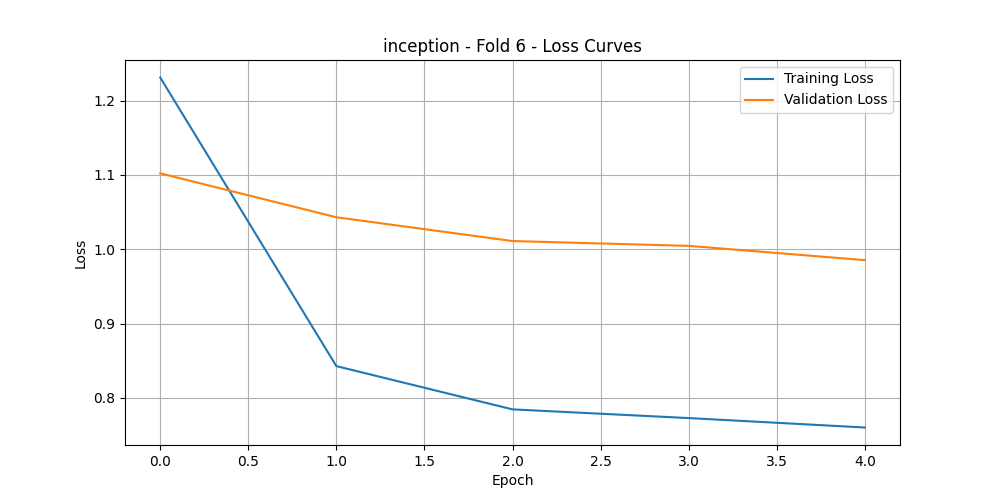 inception - Fold 6 - Loss Curves
Training Loss
Validation Loss
Loss
1.2
1.1
1.0
0.9
0.8
0.0 0.5 1.0 1.5 2.0 2.5 3.0 3.5 4.0
Epoch